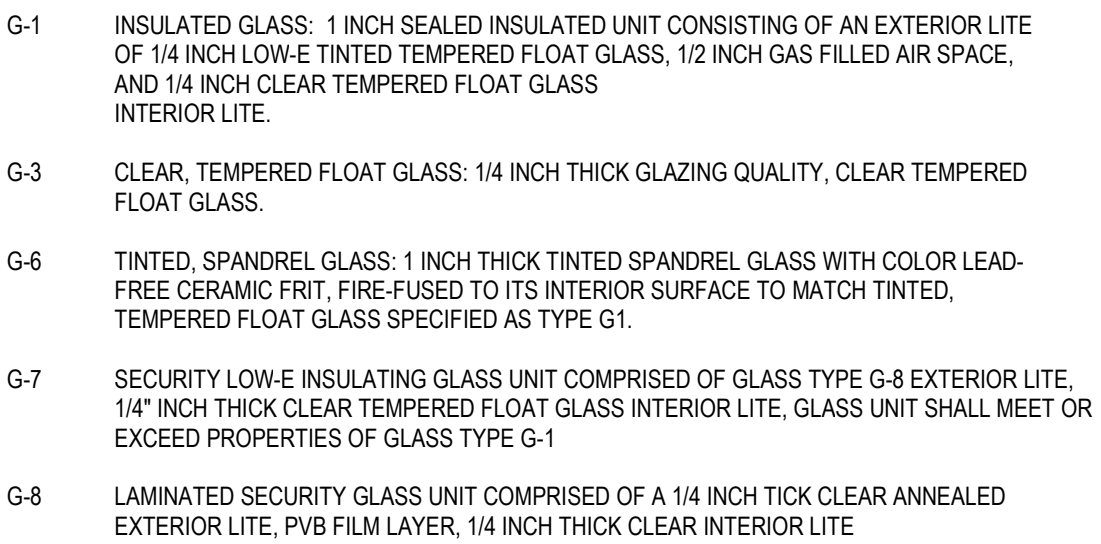 G-1 INSULATED GLASS: 1 INCH SEALED INSULATED UNIT CONSISTING OF AN EXTERIOR LITE
OF 1/4 INCH LOW-E TINTED TEMPERED FLOAT GLASS, 1/2 INCH GAS FILLED AIR SPACE,
AND 1/4 INCH CLEAR TEMPERED FLOAT GLASS
INTERIOR LITE.
G-3 CLEAR, TEMPERED FLOAT GLASS: 1/4 INCH THICK GLAZING QUALITY, CLEAR TEMPERED
FLOAT GLASS.
G-6 TINTED, SPANDREL GLASS: 1 INCH THICK TINTED SPANDREL GLASS WITH COLOR LEAD-
FREE CERAMIC FRIT, FIRE-FUSED TO ITS INTERIOR SURFACE TO MATCH TINTED,
TEMPERED FLOAT GLASS SPECIFIED AS TYPE G1.
G-7 SECURITY LOW-E INSULATING GLASS UNIT COMPRISED OF GLASS TYPE G-8 EXTERIOR LITE,
1/4" INCH THICK CLEAR TEMPERED FLOAT GLASS INTERIOR LITE, GLASS UNIT SHALL MEET OR
EXCEED PROPERTIES OF GLASS TYPE G-1
G-8 LAMINATED SECURITY GLASS UNIT COMPRISED OF A 1/4 INCH TICK CLEAR ANNEALED
EXTERIOR LITE, PVB FILM LAYER, 1/4 INCH THICK CLEAR INTERIOR LITE